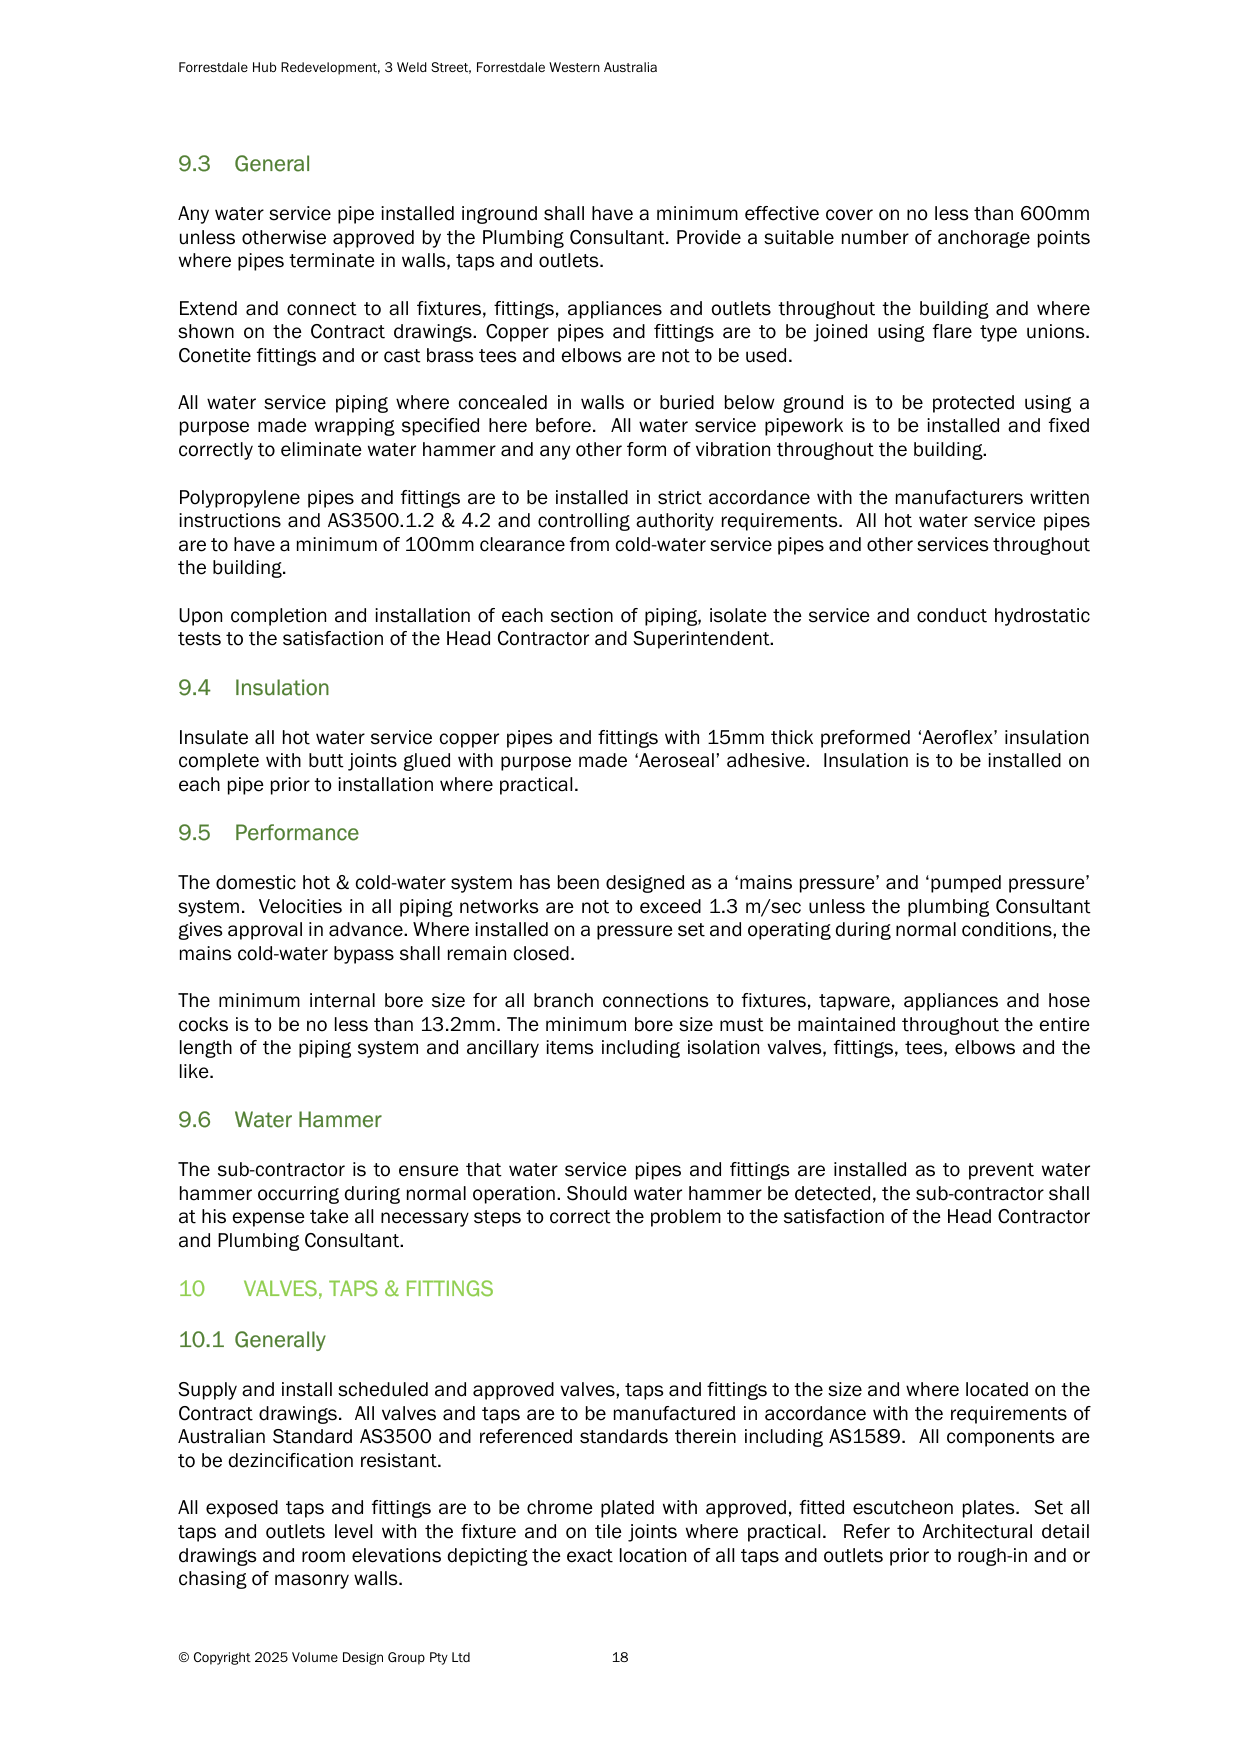 Forrestdale Hub Redevelopment, 3 Weld Street, Forrestdale Western Australia
9.3 General
Any water service pipe installed inground shall have a minimum effective cover on no less than 600mm
unless otherwise approved by the Plumbing Consultant. Provide a suitable number of anchorage points
where pipes terminate in walls, taps and outlets.
Extend and connect to all fixtures, fittings, appliances and outlets throughout the building and where
shown on the Contract drawings. Copper pipes and fittings are to be joined using flare type unions.
Conetite fittings and or cast brass tees and elbows are not to be used.
All water service piping where concealed in walls or buried below ground is to be protected using a
purpose made wrapping specified here before. All water service pipework is to be installed and fixed
correctly to eliminate water hammer and any other form of vibration throughout the building.
Polypropylene pipes and fittings are to be installed in strict accordance with the manufacturers written
instructions and AS3500.1.2 & 4.2 and controlling authority requirements. All hot water service pipes
are to have a minimum of 100mm clearance from cold-water service pipes and other services throughout
the building.
Upon completion and installation of each section of piping, isolate the service and conduct hydrostatic
tests to the satisfaction of the Head Contractor and Superintendent.
9.4 Insulation
Insulate all hot water service copper pipes and fittings with 15mm thick preformed ‘Aeroflex’ insulation
complete with butt joints glued with purpose made ‘Aeroseal’ adhesive. Insulation is to be installed on
each pipe prior to installation where practical.
9.5 Performance
The domestic hot & cold-water system has been designed as a ‘mains pressure’ and ‘pumped pressure’
system. Velocities in all piping networks are not to exceed 1.3 m/sec unless the plumbing Consultant
gives approval in advance. Where installed on a pressure set and operating during normal conditions, the
mains cold-water bypass shall remain closed.
The minimum internal bore size for all branch connections to fixtures, tapware, appliances and hose
cocks is to be no less than 13.2mm. The minimum bore size must be maintained throughout the entire
length of the piping system and ancillary items including isolation valves, fittings, tees, elbows and the
like.
9.6 Water Hammer
The sub-contractor is to ensure that water service pipes and fittings are installed as to prevent water
hammer occurring during normal operation. Should water hammer be detected, the sub-contractor shall
at his expense take all necessary steps to correct the problem to the satisfaction of the Head Contractor
and Plumbing Consultant.
10 VALVES, TAPS & FITTINGS
10.1 Generally
Supply and install scheduled and approved valves, taps and fittings to the size and where located on the
Contract drawings. All valves and taps are to be manufactured in accordance with the requirements of
Australian Standard AS3500 and referenced standards therein including AS1589. All components are
to be dezincification resistant.
All exposed taps and fittings are to be chrome plated with approved, fitted escutcheon plates. Set all
taps and outlets level with the fixture and on tile joints where practical. Refer to Architectural detail
drawings and room elevations depicting the exact location of all taps and outlets prior to rough-in and or
chasing of masonry walls.
© Copyright 2025 Volume Design Group Pty Ltd 18